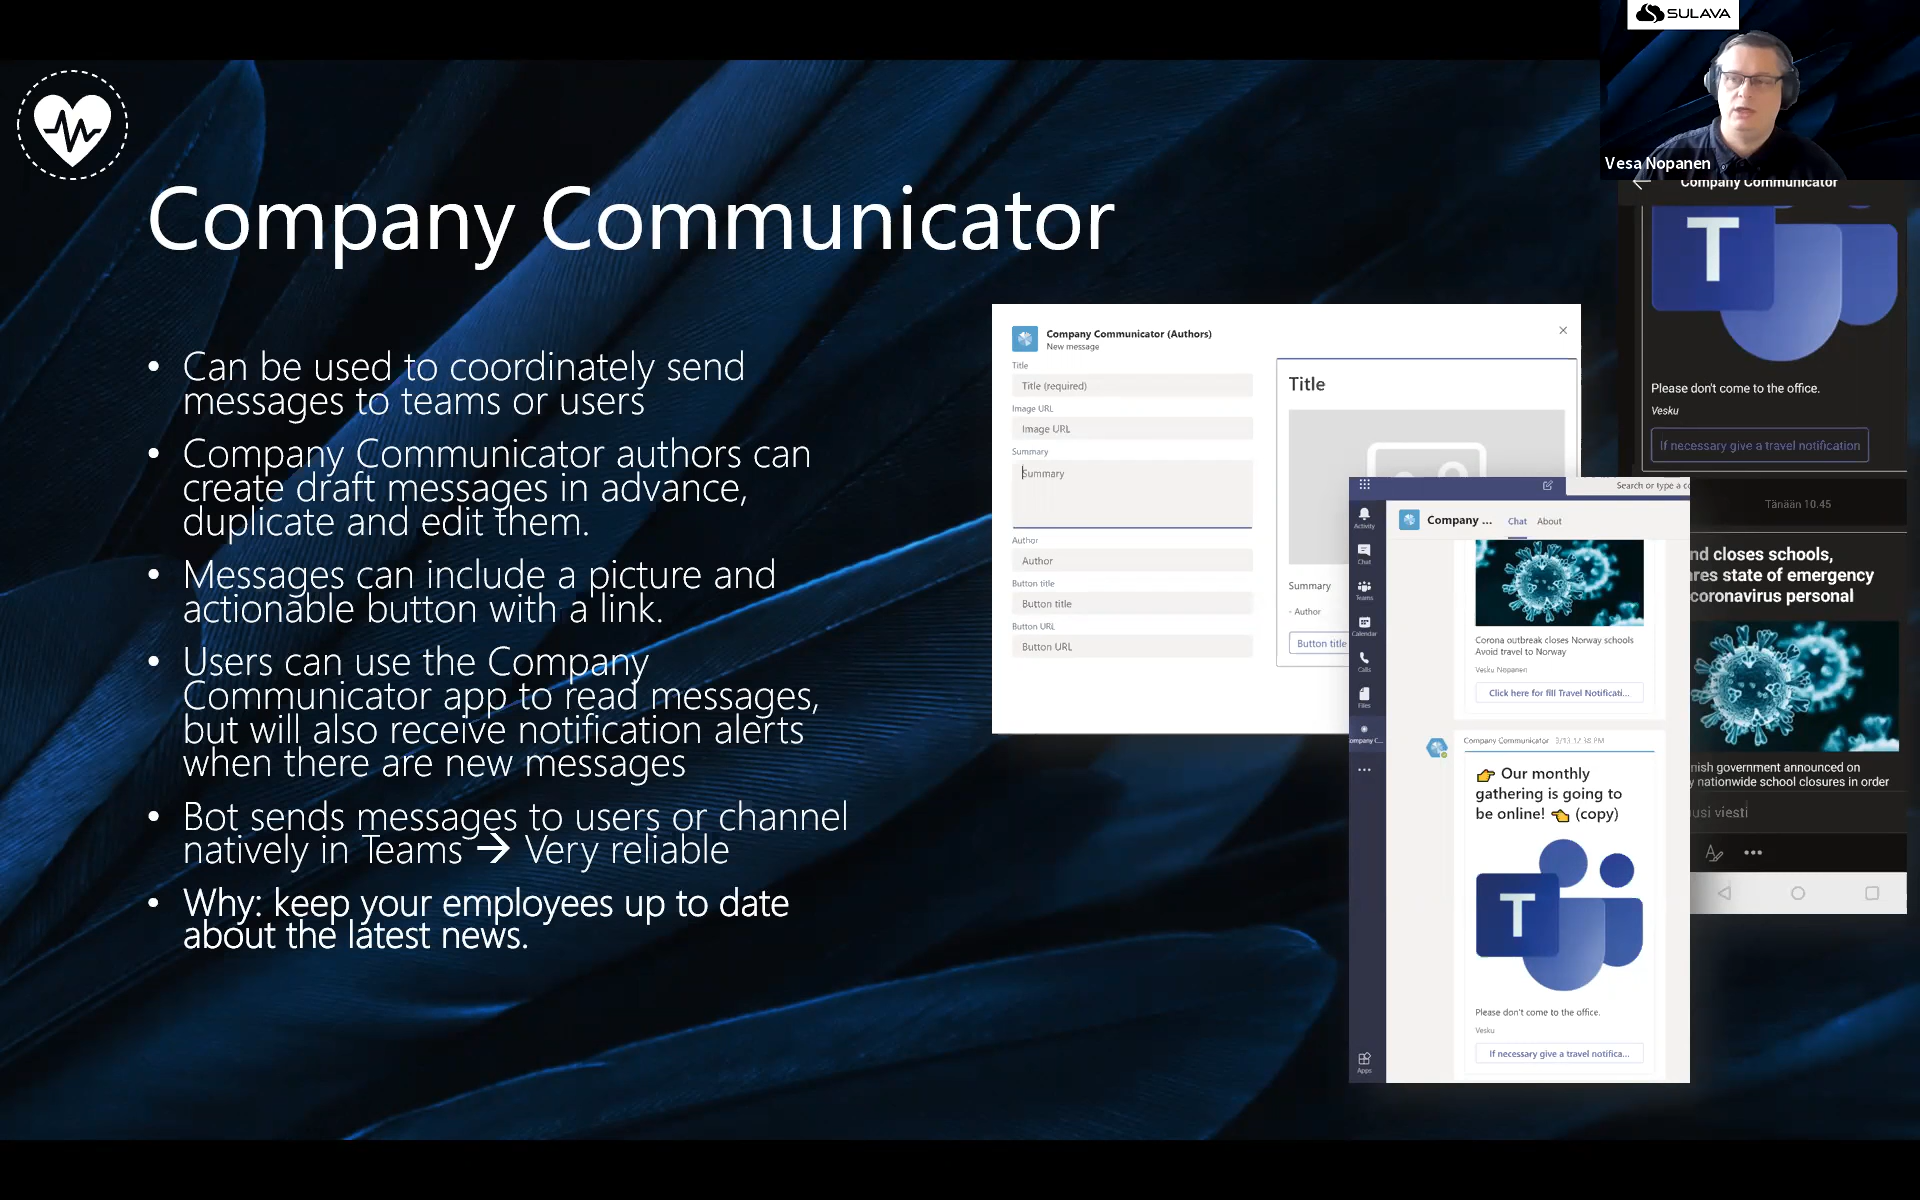 SULAVA
Vesa Nopanen
Company Communicator
• Can be used to coordinately send
messages to teams or users
• Company Communicator authors can
create draft messages in advance,
duplicate and edit them.
• Messages can include a picture and
actionable button with a link.
• Users can use the Company
Communicator app to read messages,
but will also receive notification alerts
when there are new messages
• Bot sends messages to users or channel
natively in Teams → Very reliable
• Why: keep your employees up to date
about the latest news.
Company Communicator (Authors)
New message
Title
Title (required)
Image URL
Image URL
Summary
Summary
Author
Author
Button title
Button title
Button URL
Button URL
Title
Summary
- Author
Button title
Search or type a co
Activity
Chat
Teams
Calendar
Calls
Files
ompany C...
Apps
Company ...
Chat
About
Corona outbreak closes Norway schools
Avoid travel to Norway
Vesku Nopanen
Click here for fill Travel Notificati...
Company Communicator
👉 Our monthly
gathering is going to
be online! 👈 (copy)
T
Please don't come to the office.
Vesku
If necessary give a travel notifica...
Company Communicator
T
Please don't come to the office.
Vesku
If necessary give a travel notification
Tänään 10.45
nd closes schools,
res state of emergency
coronavirus personal
nish government announced on
y nationwide school closures in order
usi viesti